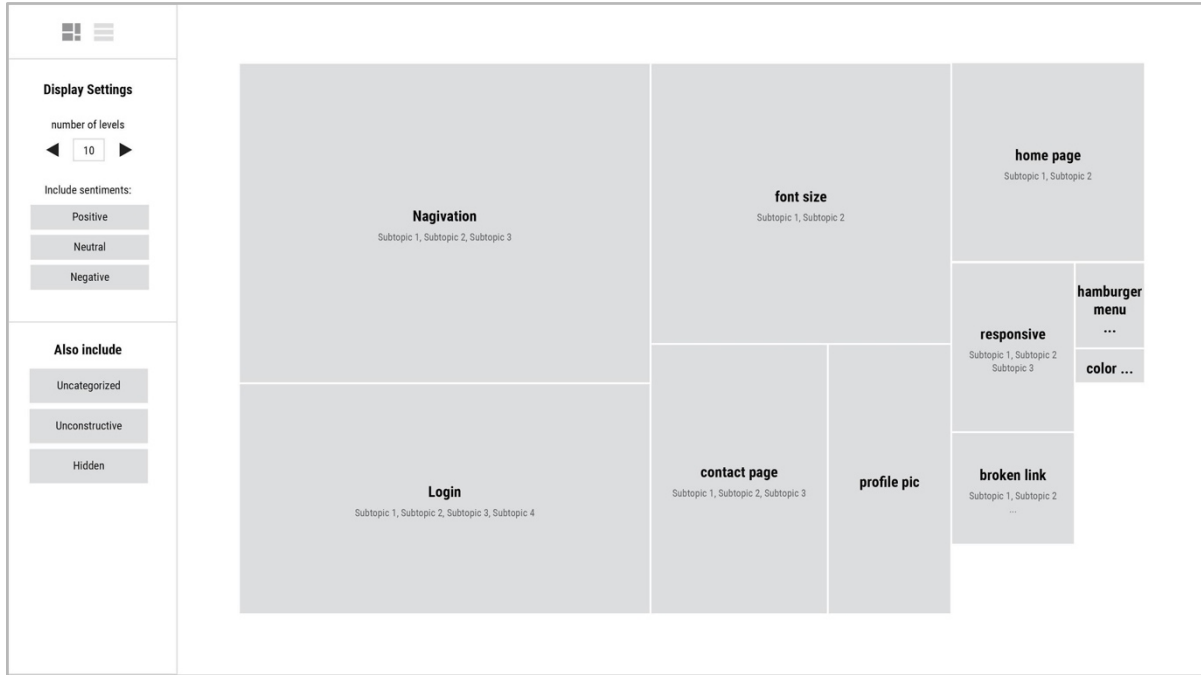 Display Settings
number of levels
10
Include sentiments:
Positive
Neutral
Negative
Also include
Uncategorized
Unconstructive
Hidden
Nagivation
Subtopic 1, Subtopic 2, Subtopic 3
Login
Subtopic 1, Subtopic 2, Subtopic 3, Subtopic 4
font size
Subtopic 1, Subtopic 2
contact page
Subtopic 1, Subtopic 2, Subtopic 3
profile pic
home page
Subtopic 1, Subtopic 2
responsive
Subtopic 1, Subtopic 2
Subtopic 3
hamburger
menu
...
color ...
broken link
Subtopic 1, Subtopic 2
...